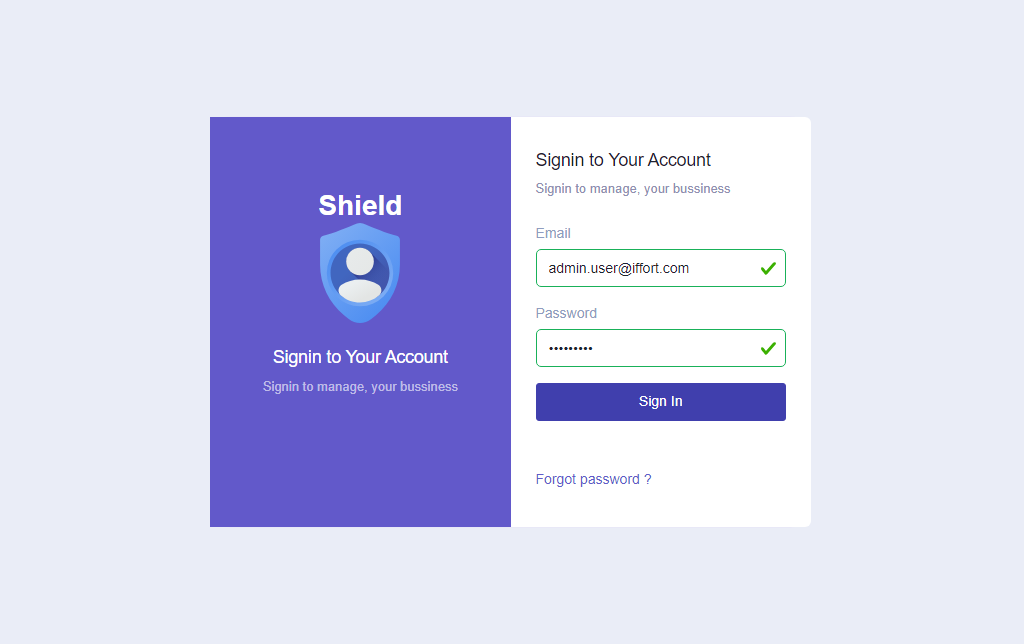 Shield
Signin to Your Account
Signin to manage, your bussiness
Signin to Your Account
Signin to manage, your bussiness
Email
admin.user@iffort.com
Password
•••••••••
Sign In
Forgot password ?